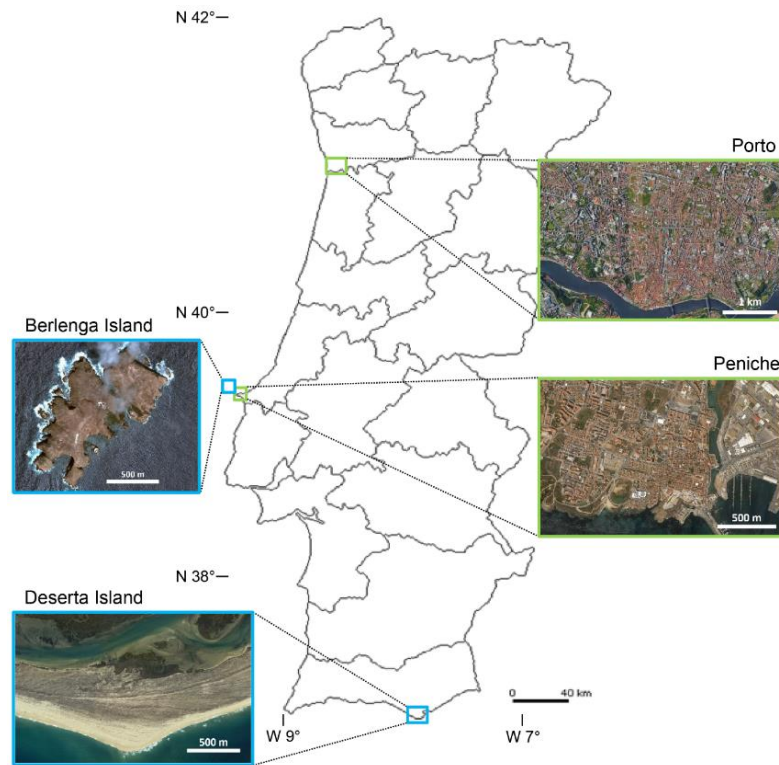 N 42°
Porto
1 km
N 40°
Berlenga Island
500 m
Peniche
500 m
N 38°
Deserta Island
500 m
0 40 km
W 9°
W 7°